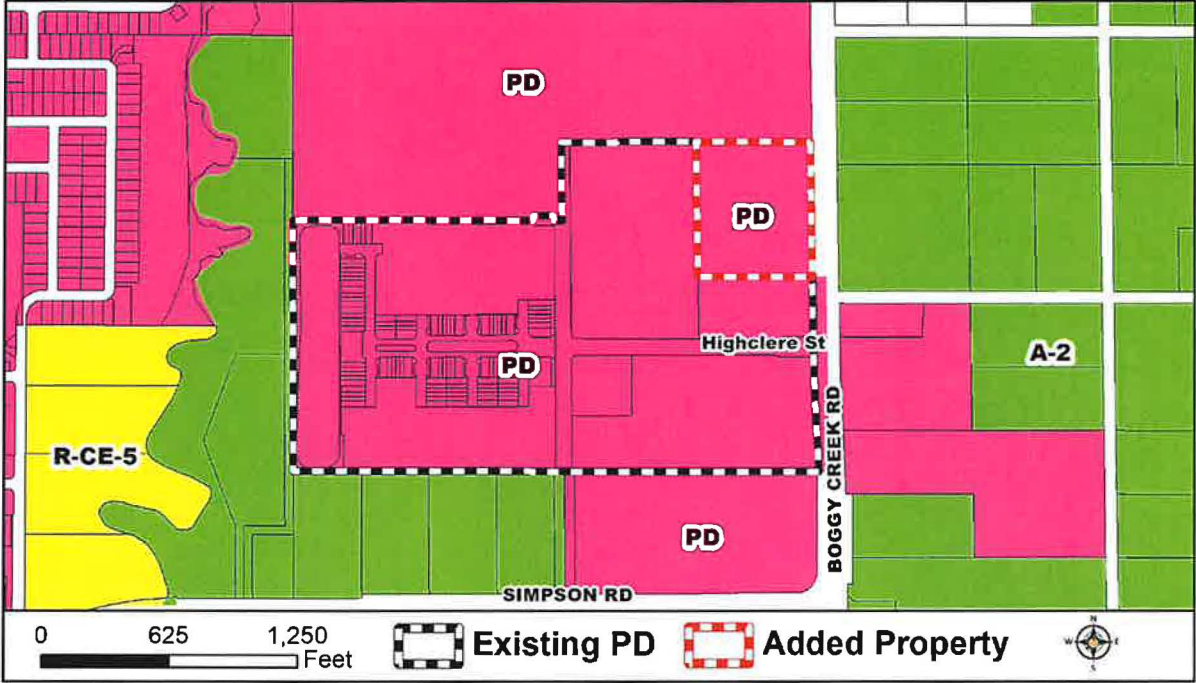 PD
PD
Highclere St
PD
A-2
R-CE-5
BOGGY CREEK RD
PD
SIMPSON RD
0 625 1,250
Feet
Existing PD
Added Property
N
W E
S